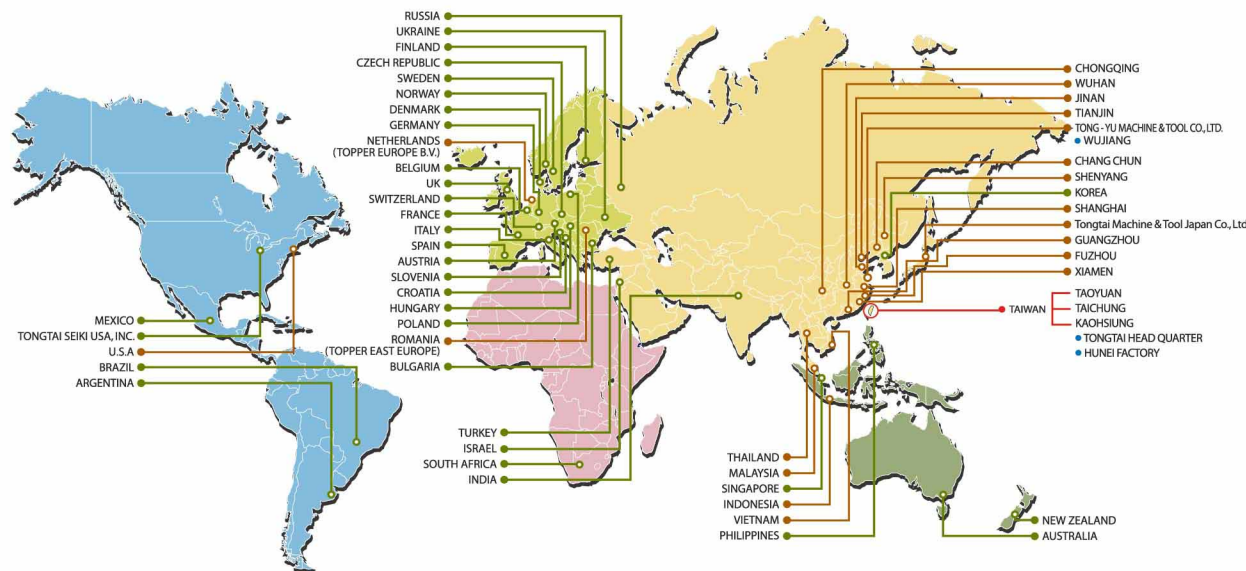 RUSSIA
UKRAINE
FINLAND
CZECH REPUBLIC
SWEDEN
NORWAY
DENMARK
GERMANY
NETHERLANDS
(TOPPER EUROPE B.V.)
BELGIUM
UK
SWITZERLAND
FRANCE
ITALY
SPAIN
AUSTRIA
SLOVENIA
CROATIA
HUNGARY
POLAND
ROMANIA
(TOPPER EAST EUROPE)
BULGARIA
MEXICO
TONGTAI SEIKI USA, INC.
U.S.A
BRAZIL
ARGENTINA
TURKEY
ISRAEL
SOUTH AFRICA
INDIA
CHONGQING
WUHAN
JINAN
TIANJIN
TONG - YU MACHINE & TOOL CO., LTD.
WUJIANG
CHANG CHUN
SHENYANG
KOREA
SHANGHAI
Tongtai Machine & Tool Japan Co., Ltd
GUANGZHOU
FUZHOU
XIAMEN
TAIWAN
TAOYUAN
TAICHUNG
KAOHSIUNG
TONGTAI HEAD QUARTER
HUNEI FACTORY
THAILAND
MALAYSIA
SINGAPORE
INDONESIA
VIETNAM
PHILIPPINES
NEW ZEALAND
AUSTRALIA